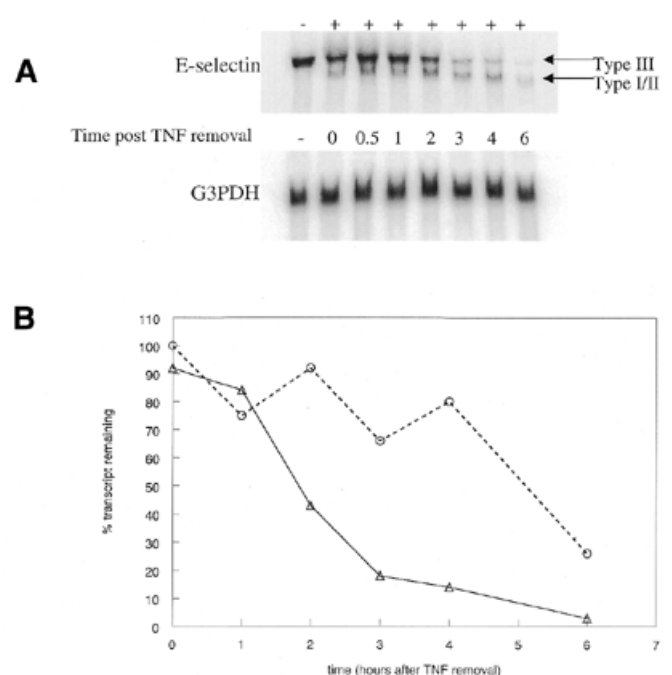 - + + + + + + +
A
E-selectin
Type III
Type I/II
Time post TNF removal - 0 0.5 1 2 3 4 6
G3PDH
B
110
100
90
80
70
60
50
40
30
20
10
0
% transcript remaining
0 1 2 3 4 5 6 7
time (hours after TNF removal)